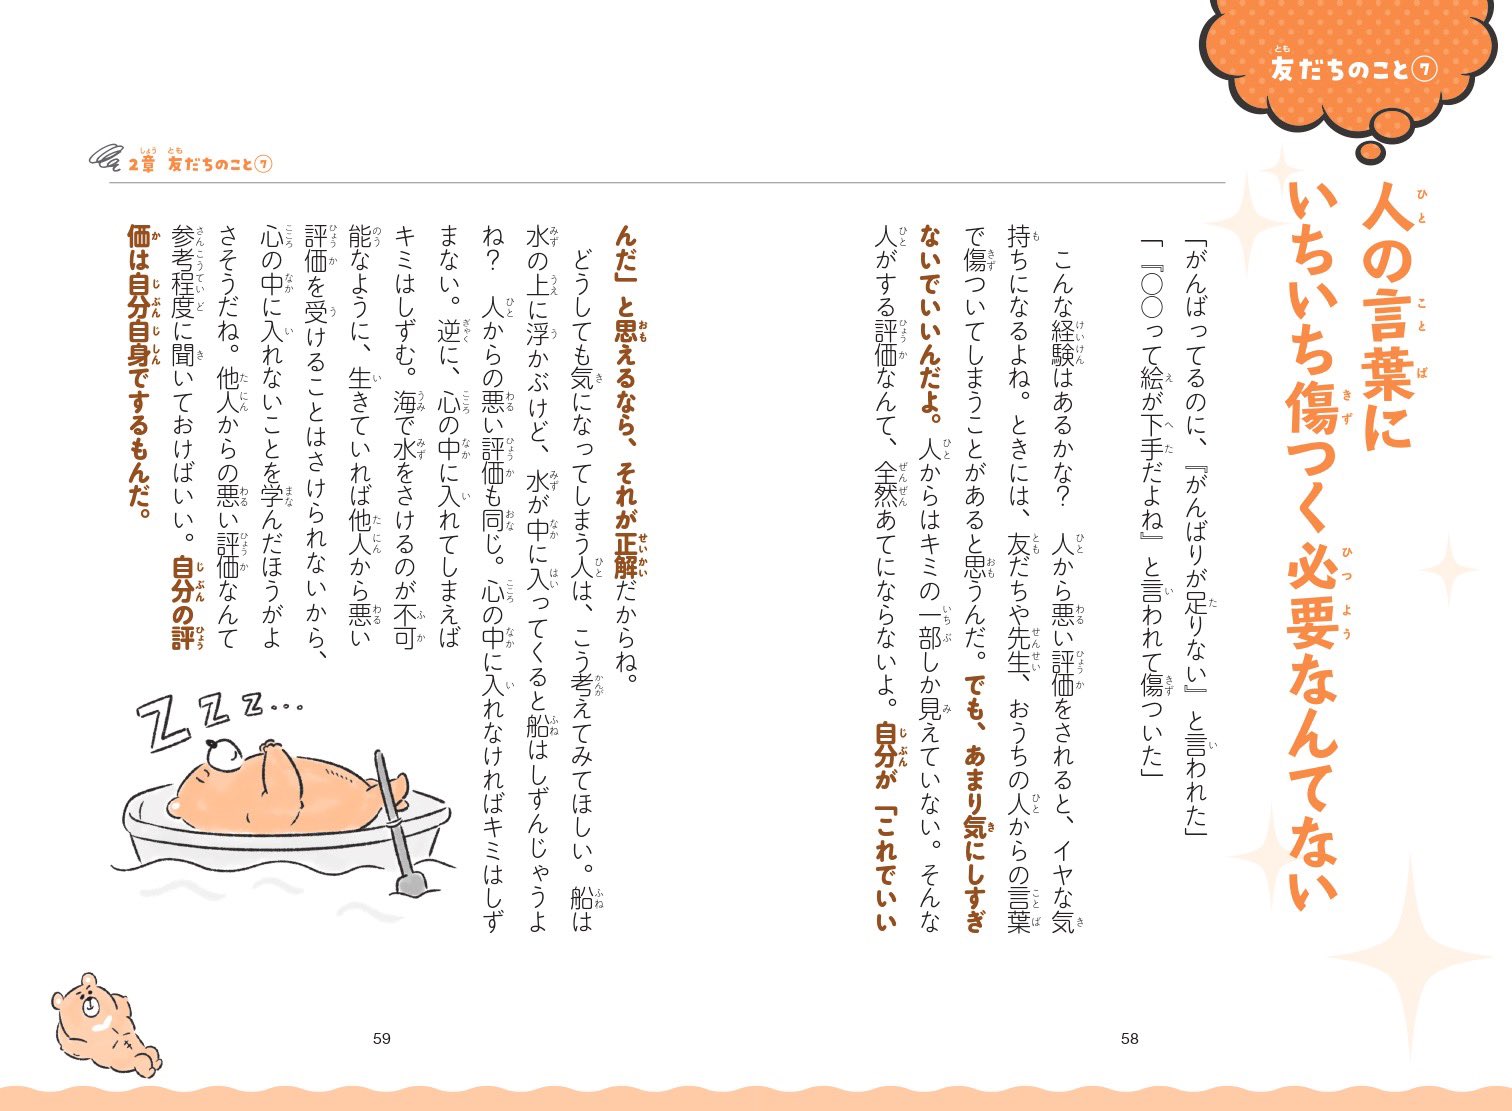 友だちのこと⑦
人の言葉に
いちいち傷つく必要なんてない
「がんばってるのに、『がんばりが足りない』と言われた」
「『〇〇って絵が下手だよね』と言われて傷ついた」
こんな経験はあるかな？　人から悪い評価をされると、イヤな気
持ちになるよね。ときには、友だちや先生、おうちの人からの言葉
で傷ついてしまうことがあると思うんだ。でも、あまり気にしすぎ
ないでいいんだよ。人からはキミの一部しか見えていない。そんな
人がする評価なんて、全然あてにならないよ。自分が「これでいい
58
2章　友だちのこと⑦
んだ」と思えるなら、それが正解だからね。
どうしても気になってしまう人は、こう考えてみてほしい。船は
水の上に浮かぶけど、水が中に入ってくると船はしずんじゃうよ
ね？　人からの悪い評価も同じ。心の中に入れなければキミはしず
まない。逆に、心の中に入れてしまえば
キミはしずむ。海で水をさけるのが不可
能なように、生きていれば他人から悪い
評価を受けることはさけられないから、
心の中に入れないことを学んだほうがよ
さそうだね。他人からの悪い評価なんて
参考程度に聞いておけばいい。自分の評
価は自分自身でするもんだ。
Z Z Z...
59